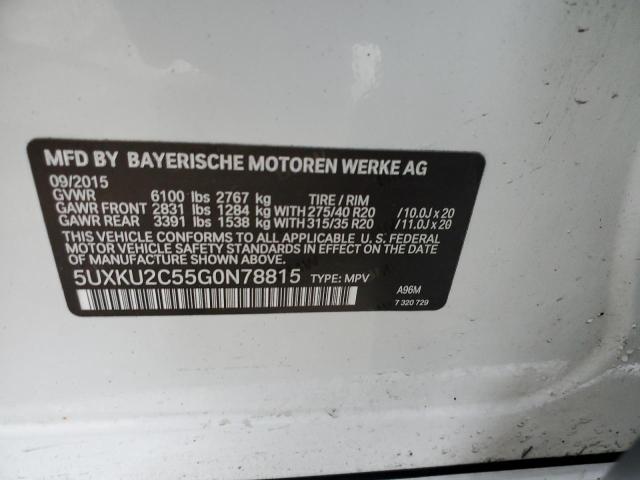 MFD BY BAYERISCHE MOTOREN WERKE AG
09/2015
GVWR 6100 lbs 2767 kg TIRE / RIM
GAWR FRONT 2831 lbs 1284 kg WITH 275/40 R20 /10.0J x 20
GAWR REAR 3391 lbs 1538 kg WITH 315/35 R20 /11.0J x 20
THIS VEHICLE CONFORMS TO ALL APPLICABLE U. S. FEDERAL
MOTOR VEHICLE SAFETY STANDARDS IN EFFECT ON THE DATE
OF MANUFACTURE SHOWN ABOVE.
5UXKU2C55G0N78815 TYPE: MPV
A96M
7 320 729